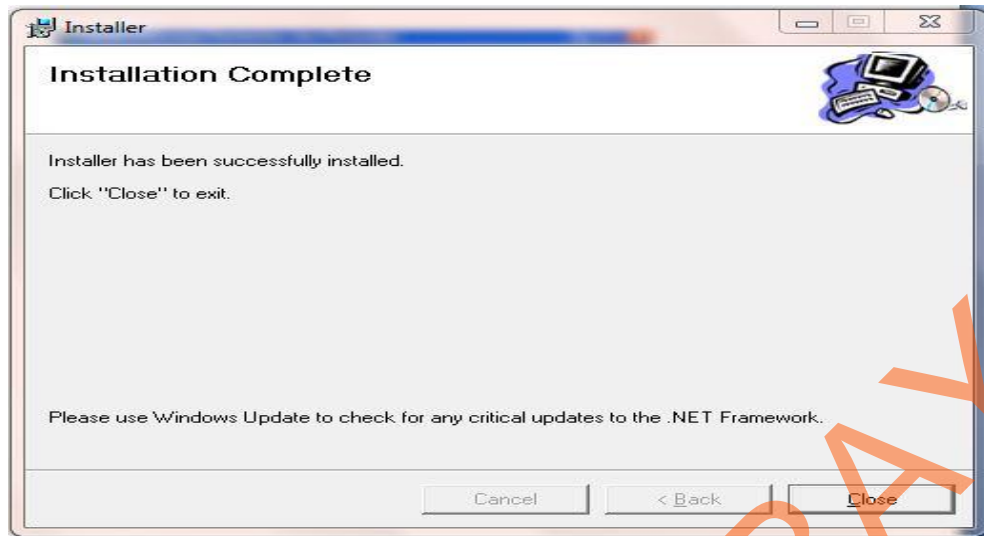 Installer
Installation Complete
Installer has been successfully installed.
Click "Close" to exit.
Please use Windows Update to check for any critical updates to the .NET Framework.
Cancel
< Back
Close
PAY